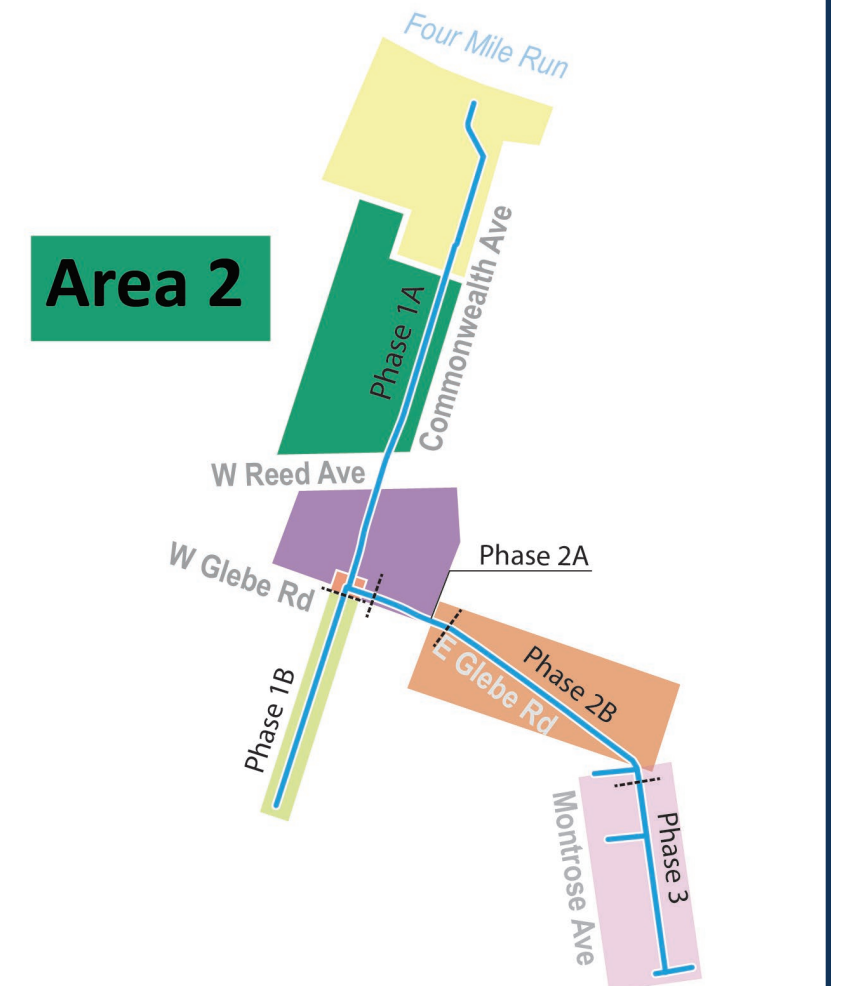 Four Mile Run
Area 2
Commonwealth Ave
Phase 1A
W Reed Ave
W Glebe Rd
Phase 2A
E Glebe Rd
Phase 2B
Phase 1B
Montrose Ave
Phase 3